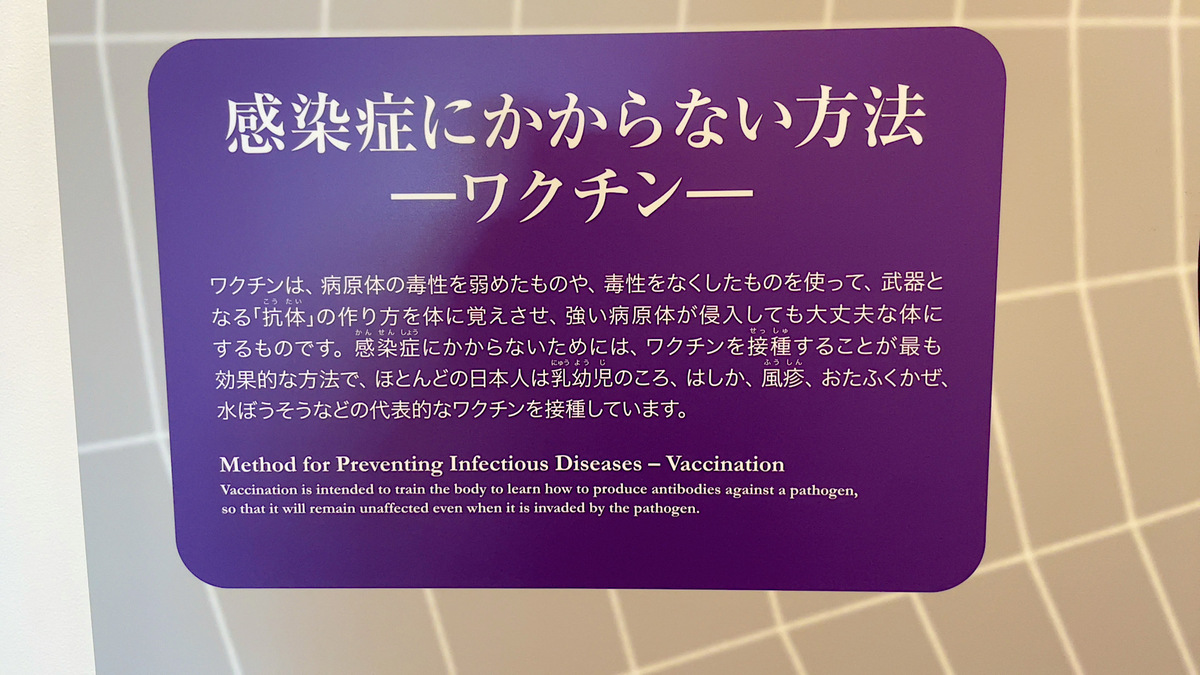 感染症にかからない方法
―ワクチン―
ワクチンは、病原体の毒性を弱めたものや、毒性をなくしたものを使って、武器と
なる「抗体」の作り方を体に覚えさせ、強い病原体が侵入しても大丈夫な体に
するものです。感染症にかからないためには、ワクチンを接種することが最も
効果的な方法で、ほとんどの日本人は乳幼児のころ、はしか、風疹、おたふくかぜ、
水ぼうそうなどの代表的なワクチンを接種しています。
Method for Preventing Infectious Diseases – Vaccination
Vaccination is intended to train the body to learn how to produce antibodies against a pathogen,
so that it will remain unaffected even when it is invaded by the pathogen.